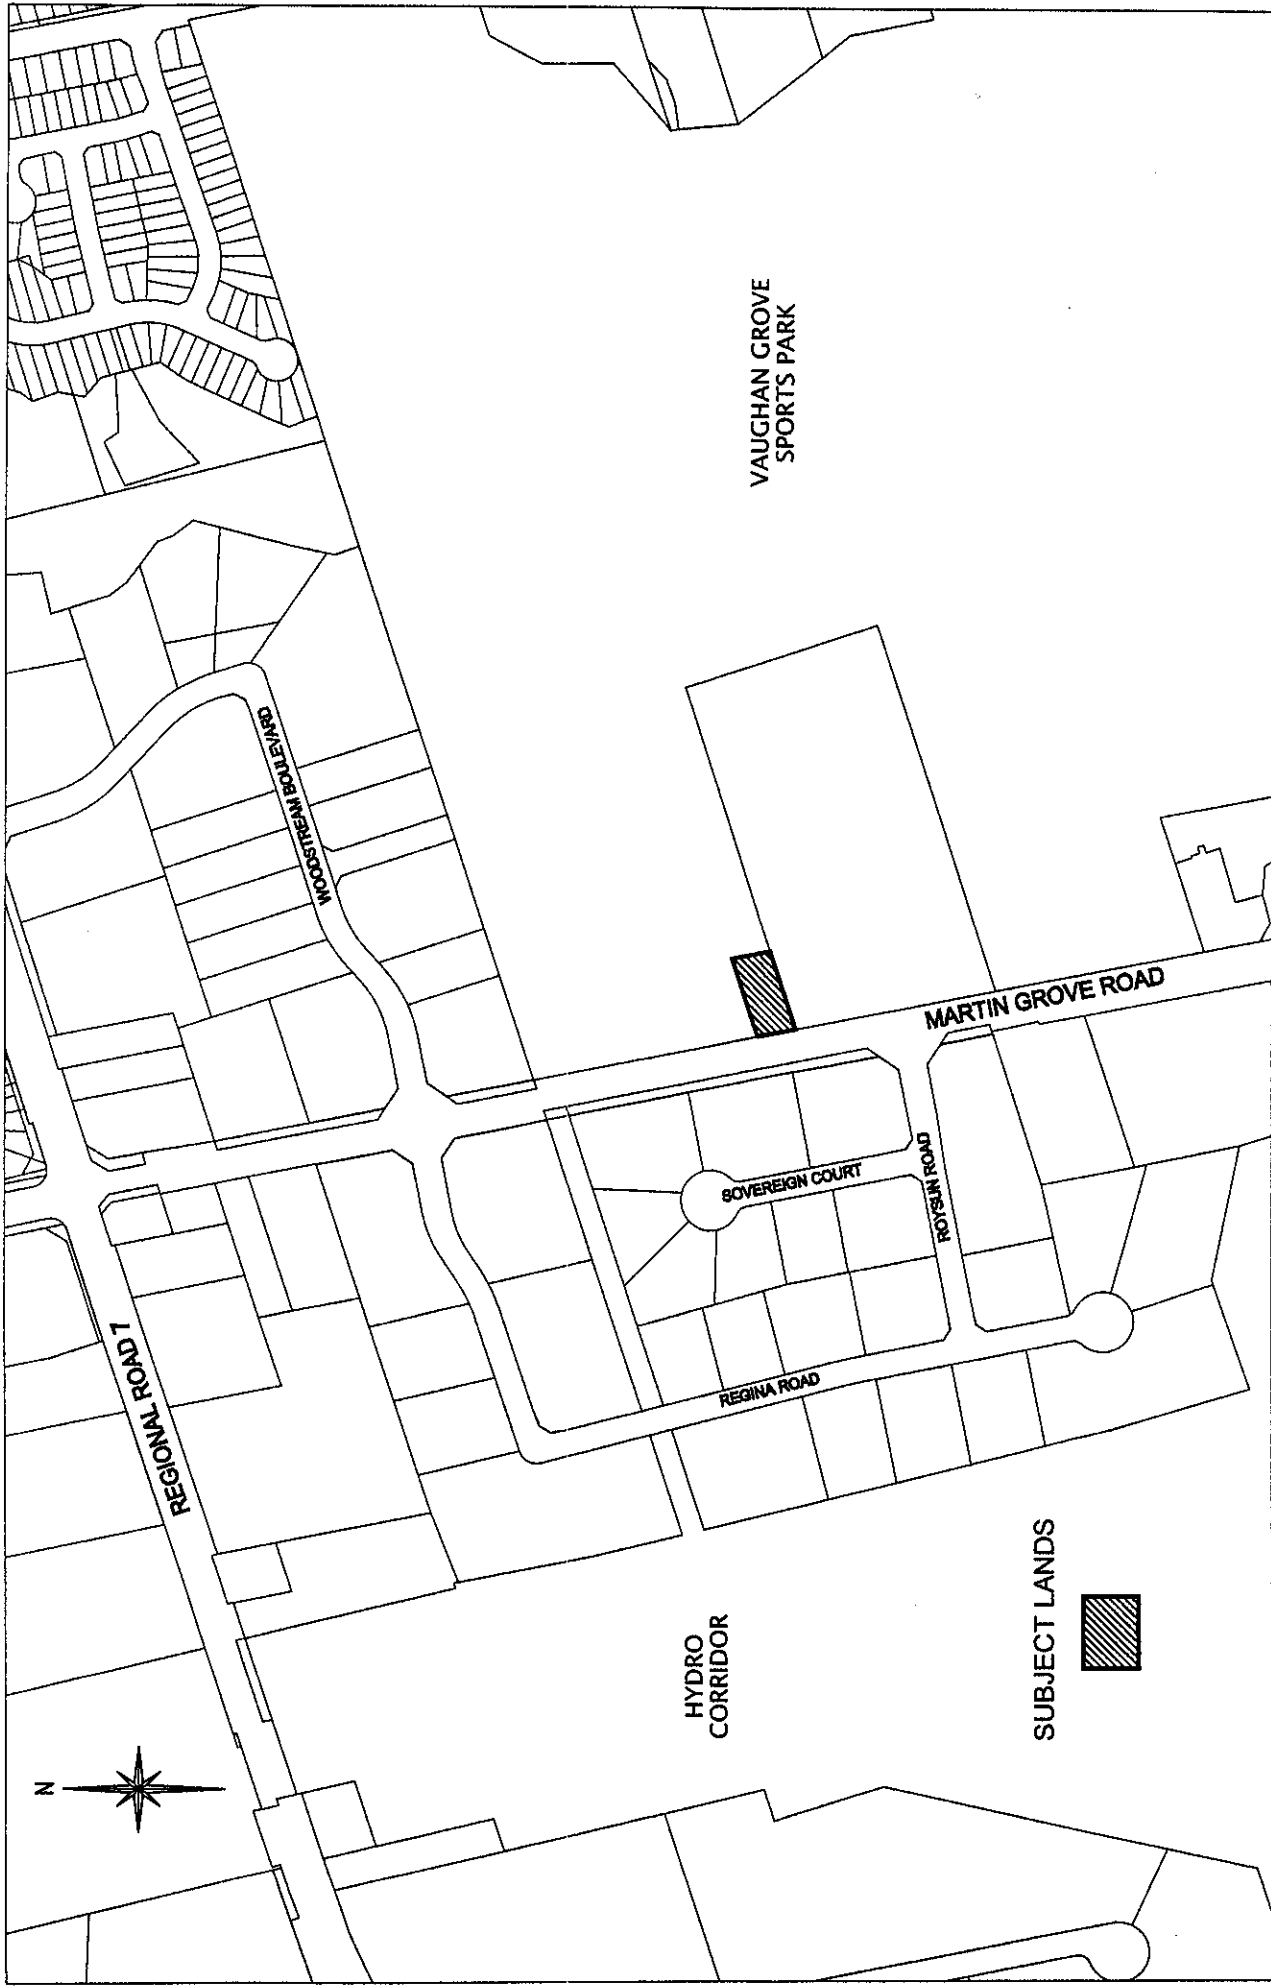 N
REGIONAL ROAD 7
WOODSTREAM BOULEVARD
VAUGHAN GROVE
SPORTS PARK
MARTIN GROVE ROAD
SOVEREIGN COURT
ROYSUN ROAD
REGINA ROAD
HYDRO
CORRIDOR
SUBJECT LANDS